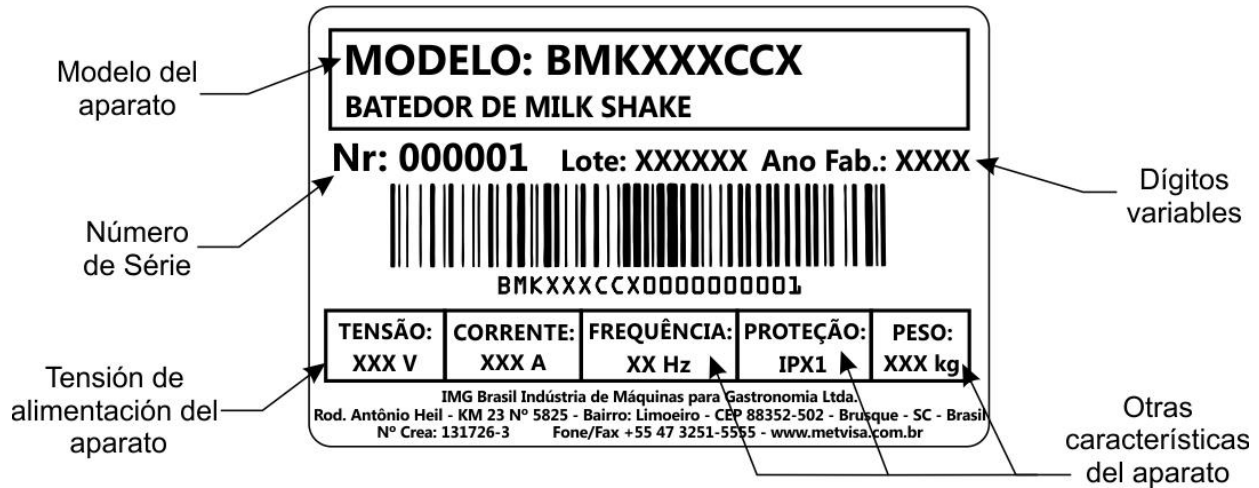 Modelo del
aparato
MODELO: BMKXXXCCX
BATEDOR DE MILK SHAKE
Nr: 000001 Lote: XXXXXX Ano Fab.: XXXX
Dígitos
variables
Número
de Série
BMKXXXCCX0000000001
TENSÃO: CORRENTE: FREQUÊNCIA: PROTEÇÃO: PESO:
XXX V XXX A XX Hz IPX1 XXX kg
Tensión de
alimentación del
aparato
IMG Brasil Indústria de Máquinas para Gastronomia Ltda.
Rod. Antônio Heil - KM 23 Nº 5825 - Bairro: Limoeiro - CEP 88352-502 - Brusque - SC - Brasil
Nº Crea: 131726-3 Fone/Fax +55 47 3251-5555 - www.metvisa.com.br
Otras
características
del aparato